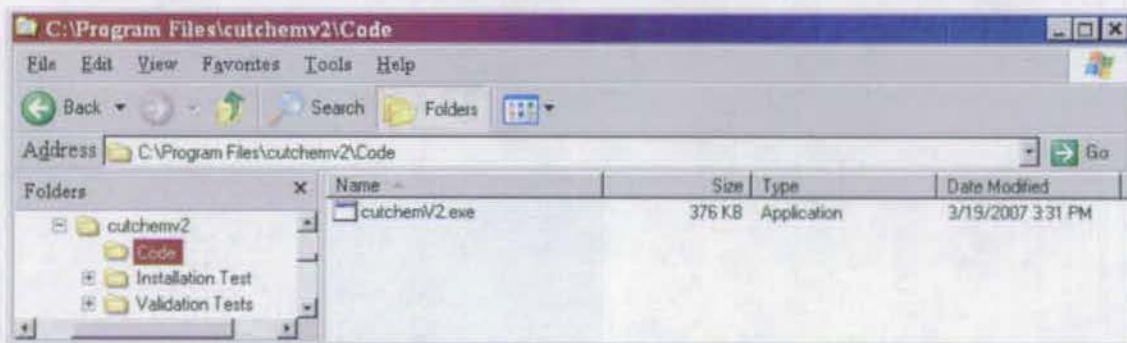 C:\Program Files\cutchemv2\Code
File Edit View Favorites Tools Help
Back Search Folders
Address C:\Program Files\cutchemv2\Code Go
Folders
Name Size Type Date Modified
cutchemV2.exe 376 KB Application 3/19/2007 3:31 PM
cutchemv2
Code
Installation Test
Validation Tests